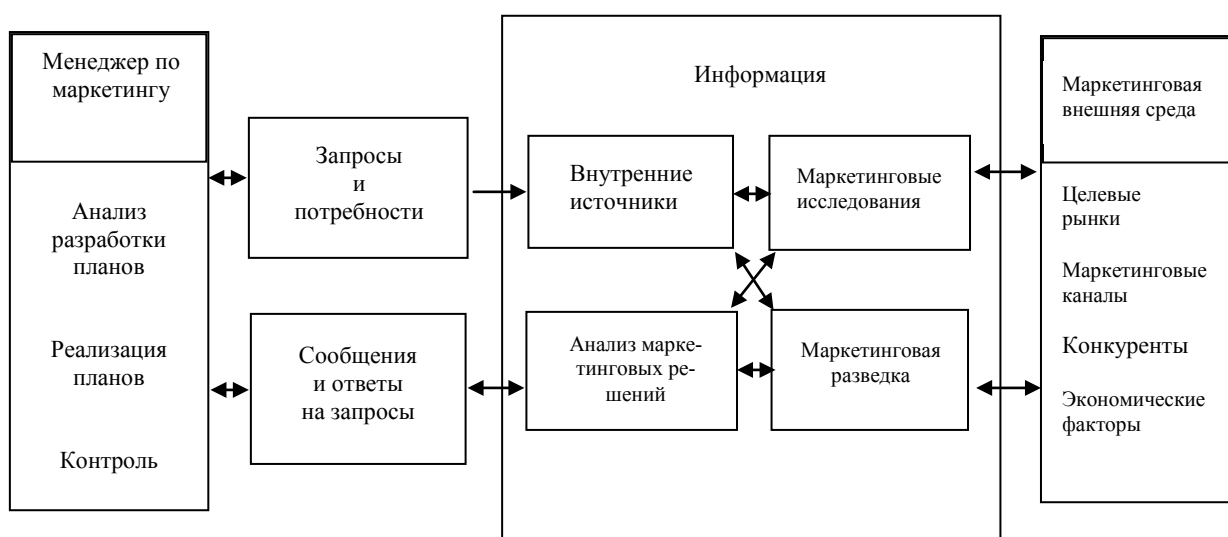 Менеджер по
маркетингу
Анализ
разработки
планов
Реализация
планов
Контроль
Запросы
и
потребности
Сообщения
и ответы
на запросы
Информация
Внутренние
источники
Маркетинговые
исследования
Анализ марке-
тинговых ре-
шений
Маркетинговая
разведка
Маркетинговая
внешняя среда
Целевые
рынки
Маркетинговые
каналы
Конкуренты
Экономические
факторы